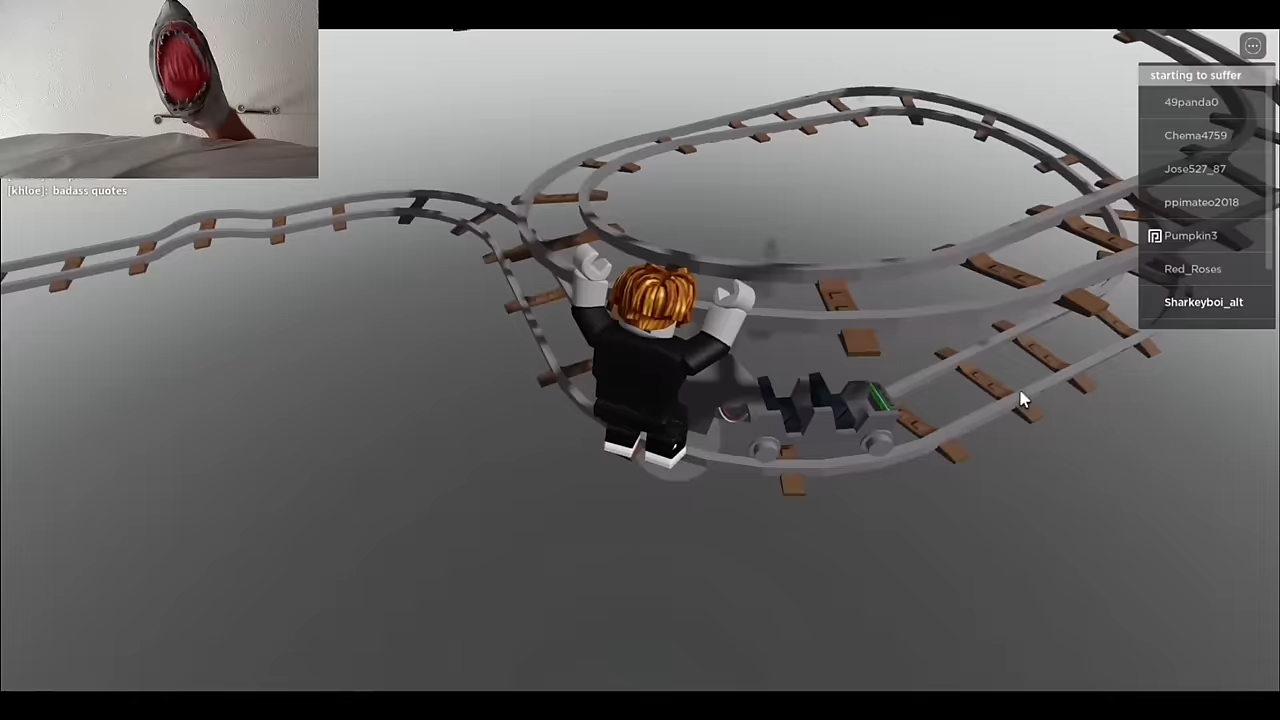 [khloe]: badass quotes
starting to suffer
49panda0
Chema4759
Jose527_87
ppimateo2018
Pumpkin3
Red_Roses
Sharkeyboi_alt